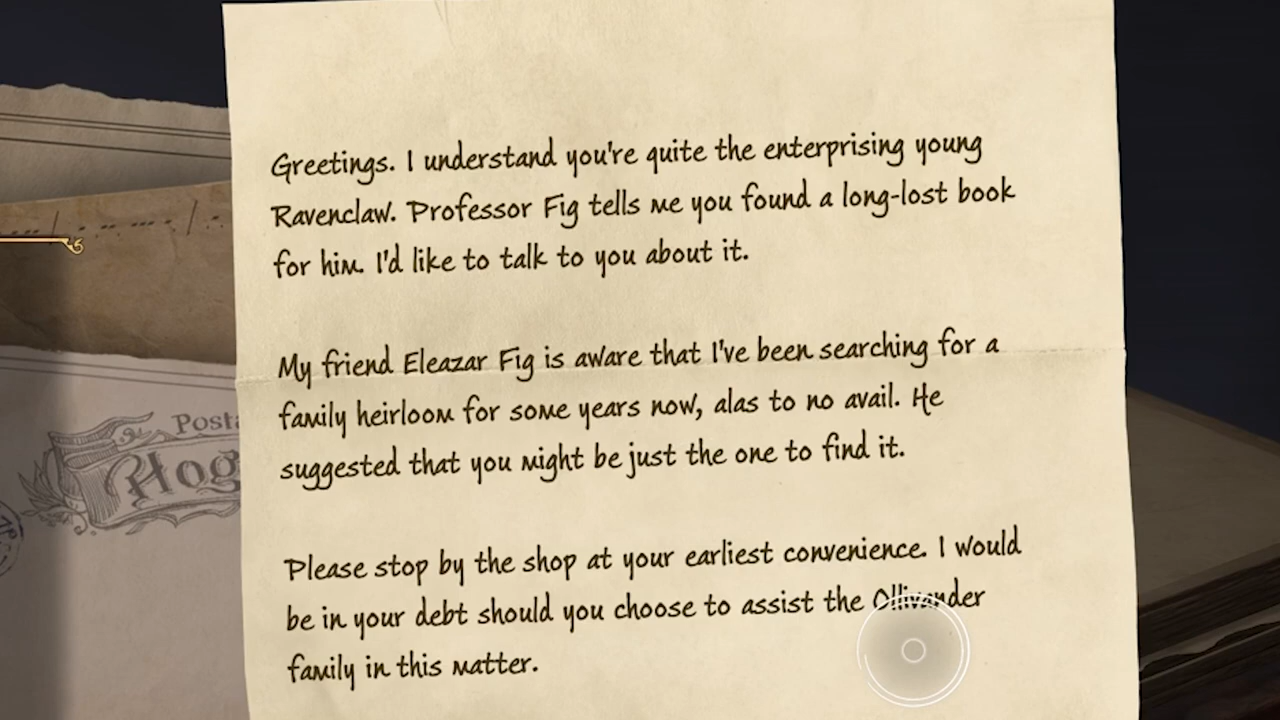 Greetings. I understand you're quite the enterprising young
Ravenclaw. Professor Fig tells me you found a long-lost book
for him. I'd like to talk to you about it.
My friend Eleazar Fig is aware that I've been searching for a
family heirloom for some years now, alas to no avail. He
suggested that you might be just the one to find it.
Please stop by the shop at your earliest convenience. I would
be in your debt should you choose to assist the Ollivander
family in this matter.
Posta
Hog